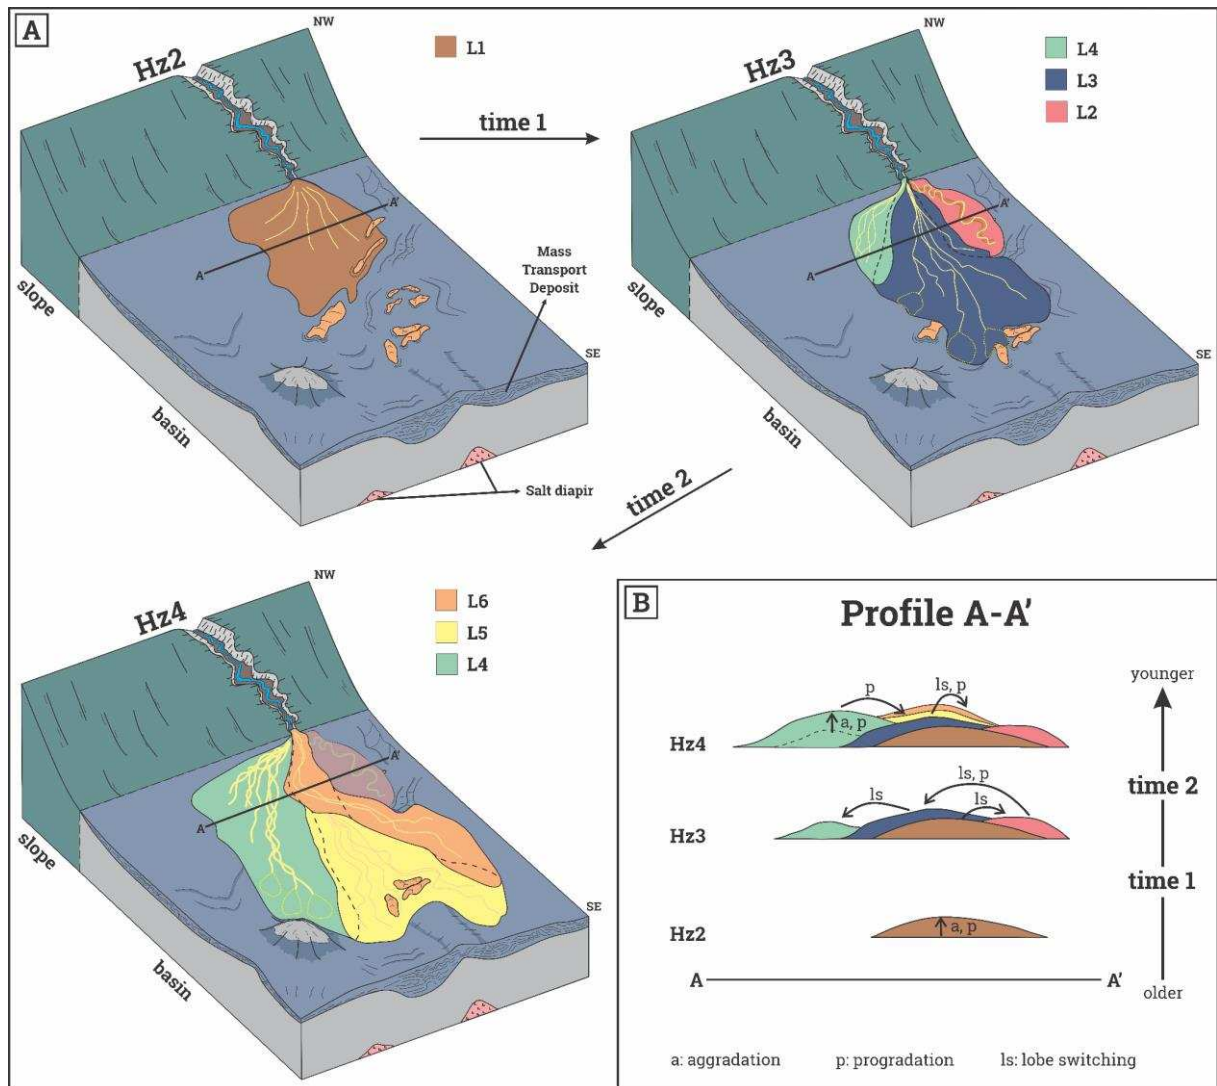 A
NW
Hz2
L1
time 1
A'
A
Mass
Transport
Deposit
slope
SE
basin
Salt diapir
NW
Hz3
L4
L3
L2
A'
A
slope
SE
basin
time 2
NW
Hz4
L6
L5
L4
A'
A
slope
SE
basin
B
Profile A-A'
younger
p
ls, p
a, p
Hz4
time 2
ls, p
ls
ls
Hz3
time 1
Hz2
a, p
A
A'
older
a: aggradation
p: progradation
ls: lobe switching